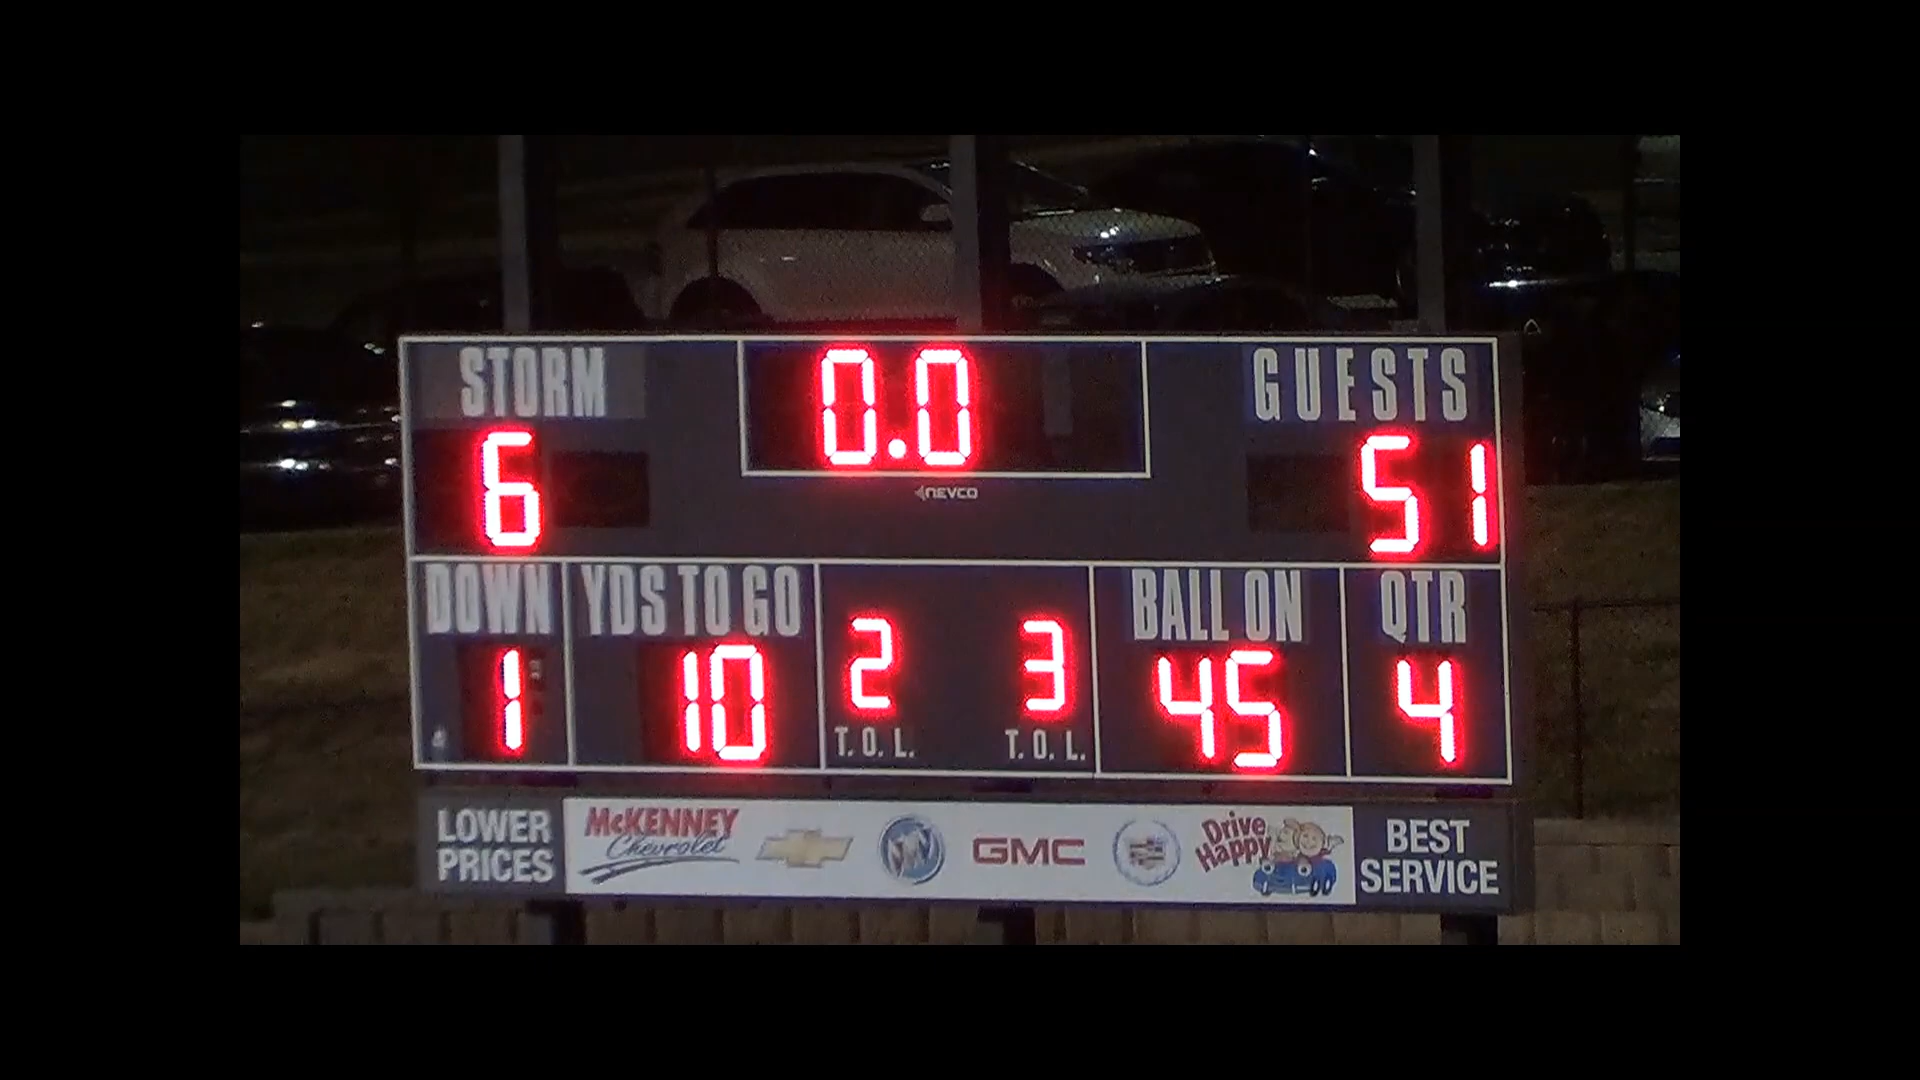 STORM
0.0
GUESTS
6
51
NEVCO
DOWN
YDS TO GO
BALL ON
QTR
1
10
2
3
45
4
T. O. L.
T. O. L.
LOWER
PRICES
McKENNEY
Chevrolet
GMC
Drive
Happy
BEST
SERVICE